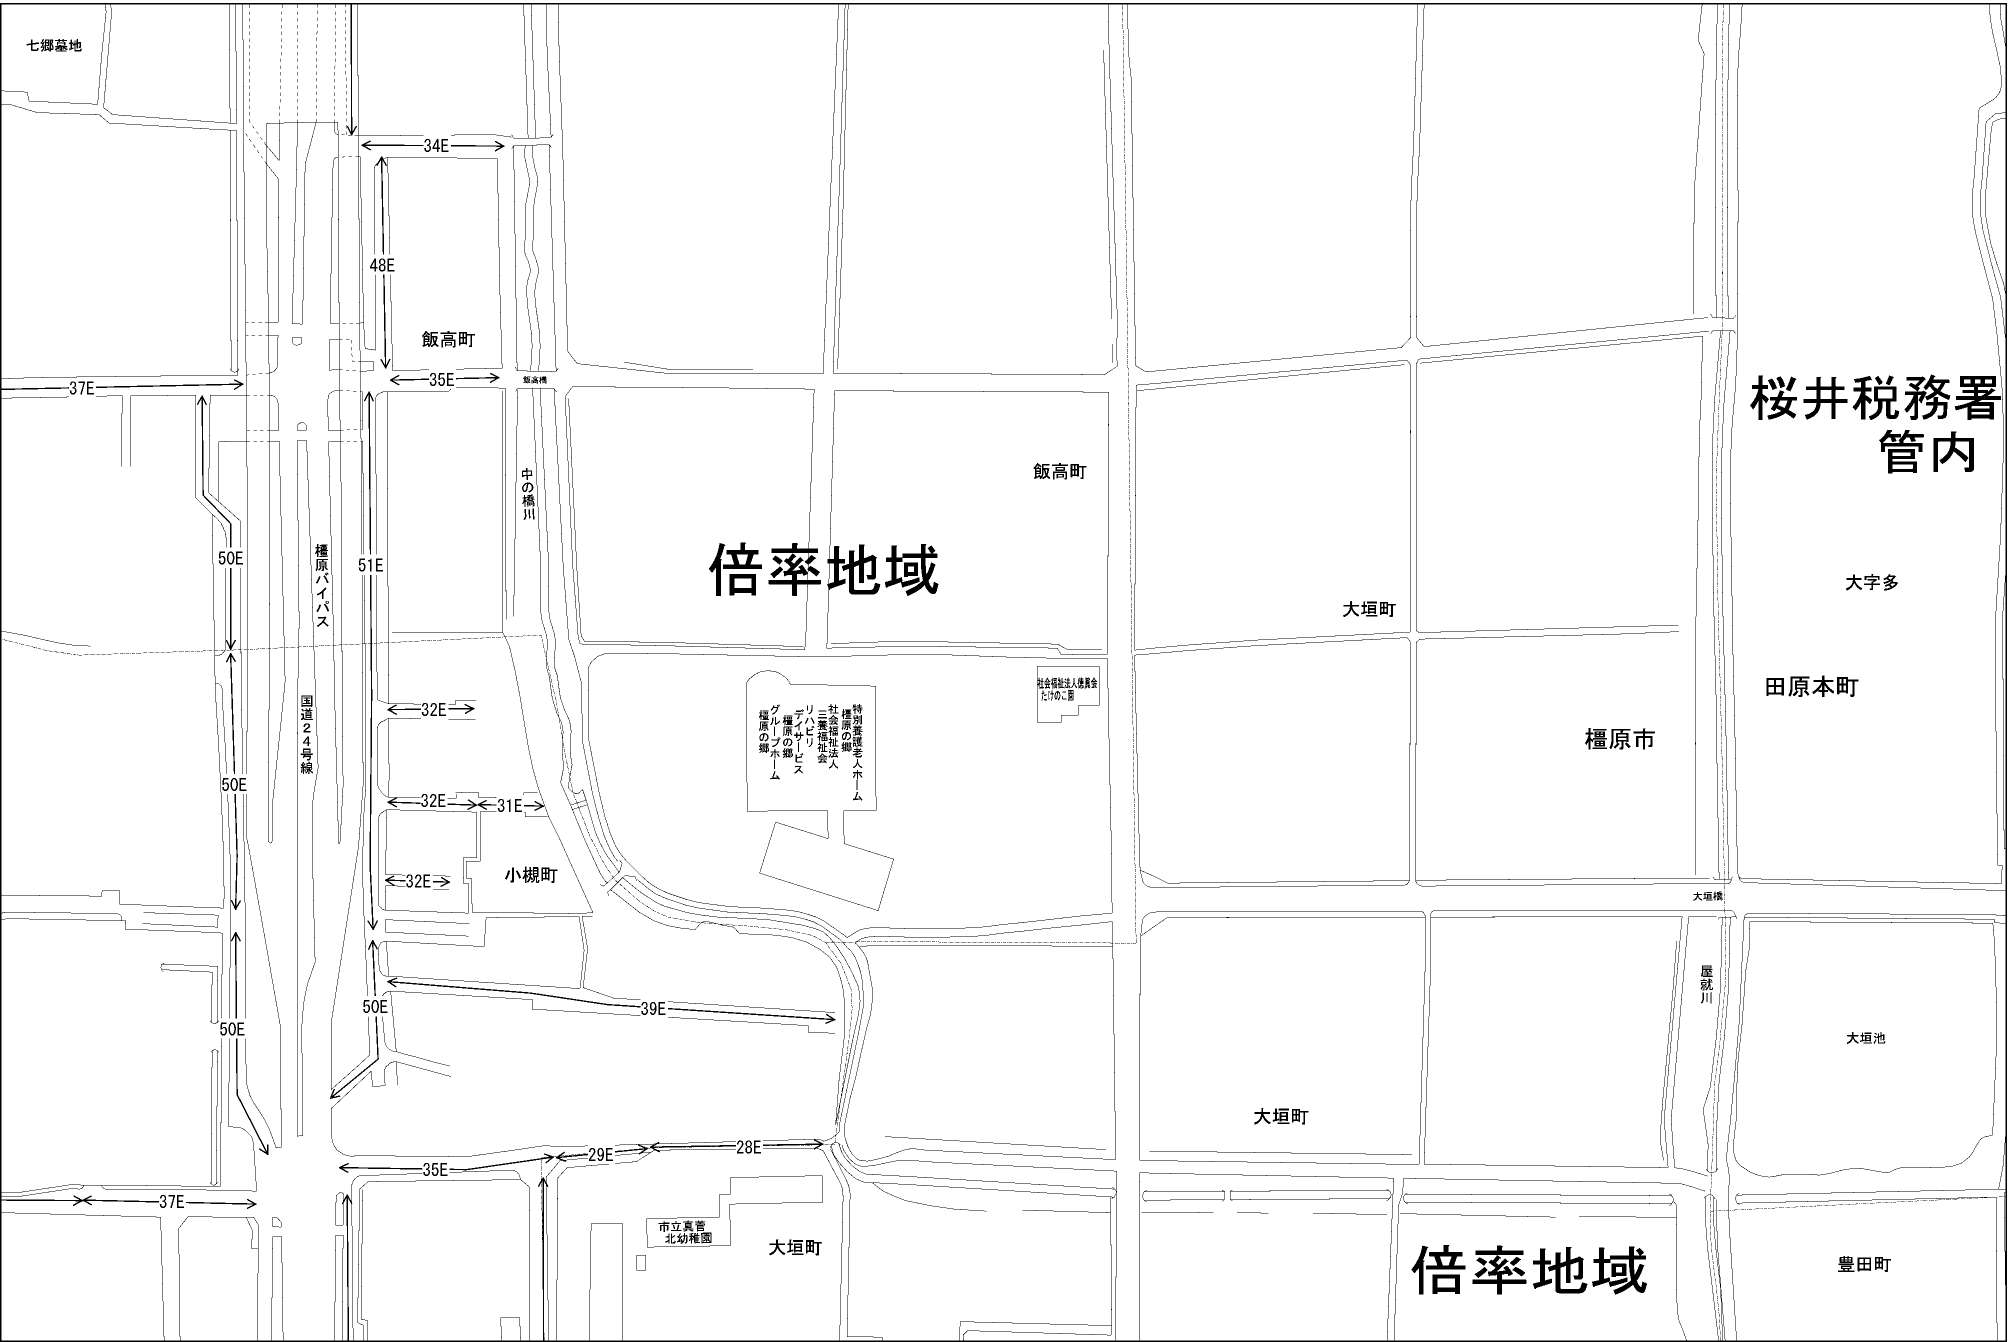 七郷墓地
34E
48E
飯高町
37E
35E
飯高橋
桜井税務署
管内
飯高町
中の橋川
50E
橿原バイパス
51E
倍率地域
大字多
大垣町
社会福祉法人億貭会
たけのこ園
田原本町
国道24号線
32E
特別養護老人ホーム
橿原の郷
社会福祉法人
三養福祉会
リハビリ
デイサービス
橿原の郷
グループホーム
橿原の郷
橿原市
50E
32E
31E
小槻町
32E
大垣橋
屋就川
50E
50E
39E
大垣池
大垣町
35E
29E
28E
37E
市立真菅
北幼稚園
大垣町
倍率地域
豊田町